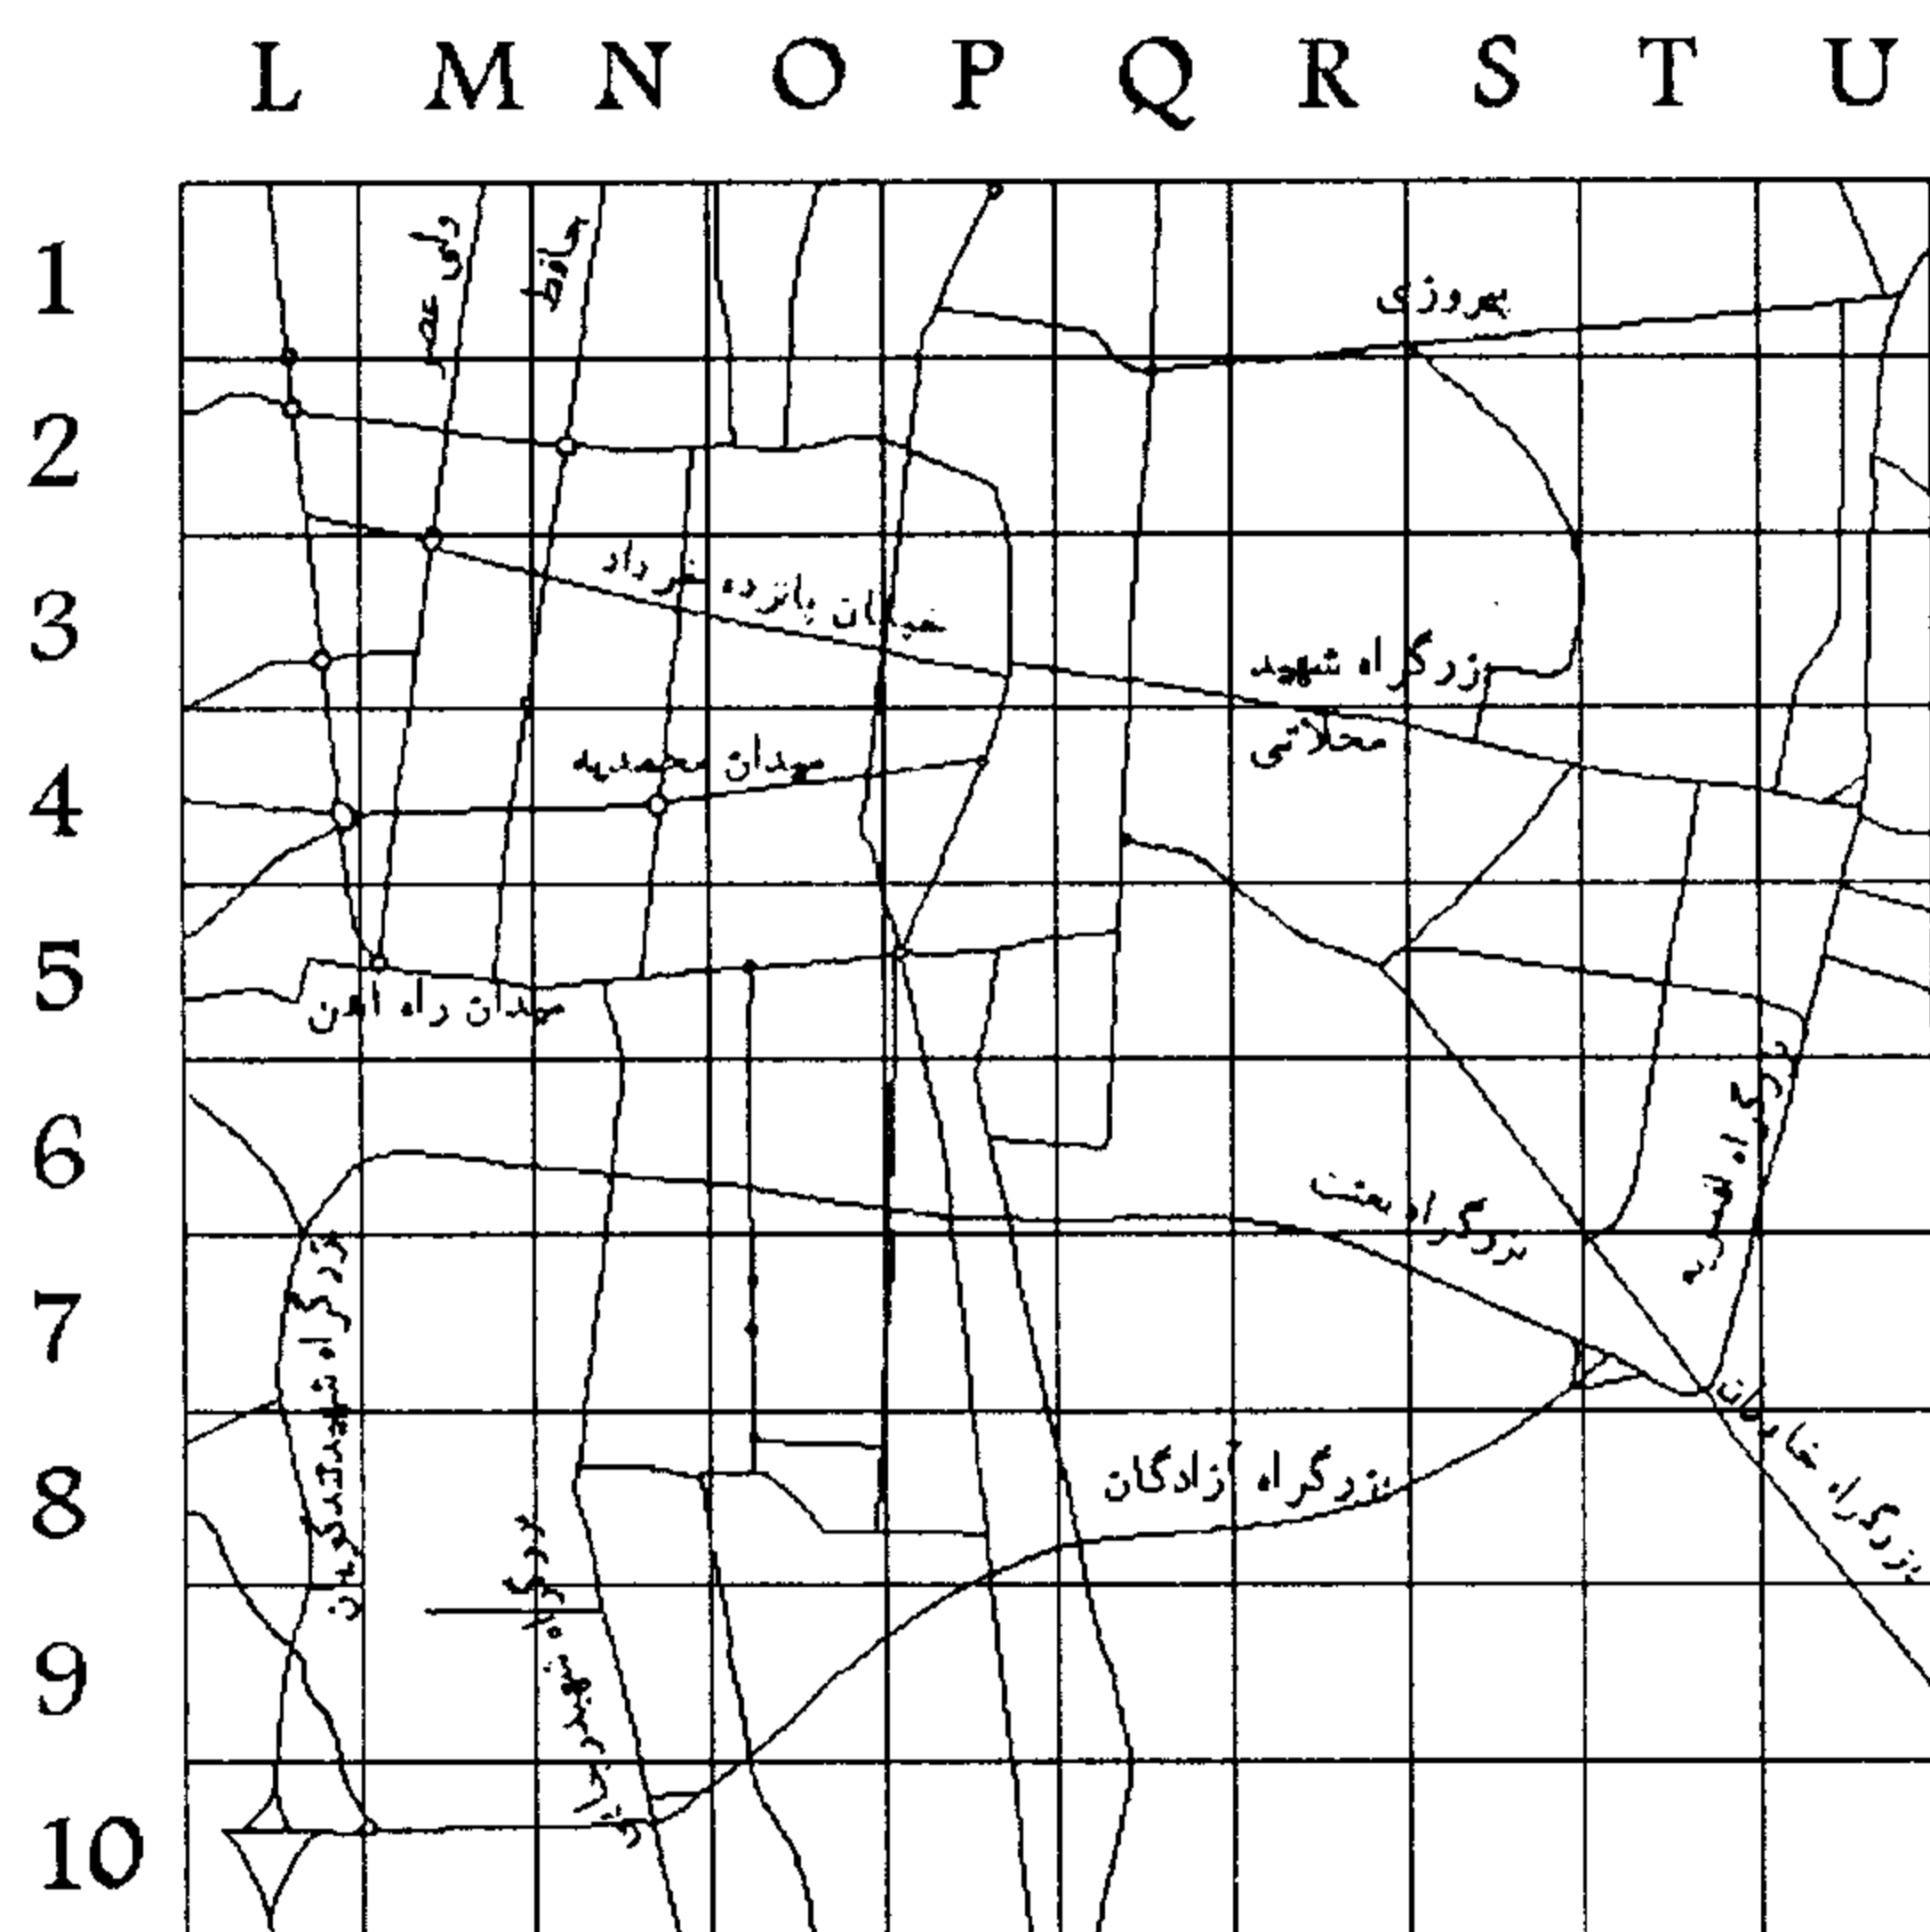 L M N O P Q R S T U
1
2
3
4
5
6
7
8
9
10
ولی عصر
حافظ
پیروزی
میدان پانزده خرداد
بزرگراه شهید
محلاتی
میدان محمدیه
میدان راه آهن
بزرگراه بعثت
بزرگراه
بزرگراه آزادگان
بزرگراه